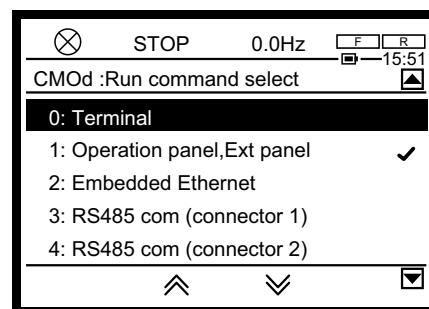 STOP 0.0Hz F R
15:51
CMOd :Run command select
0: Terminal
1: Operation panel,Ext panel
2: Embedded Ethernet
3: RS485 com (connector 1)
4: RS485 com (connector 2)